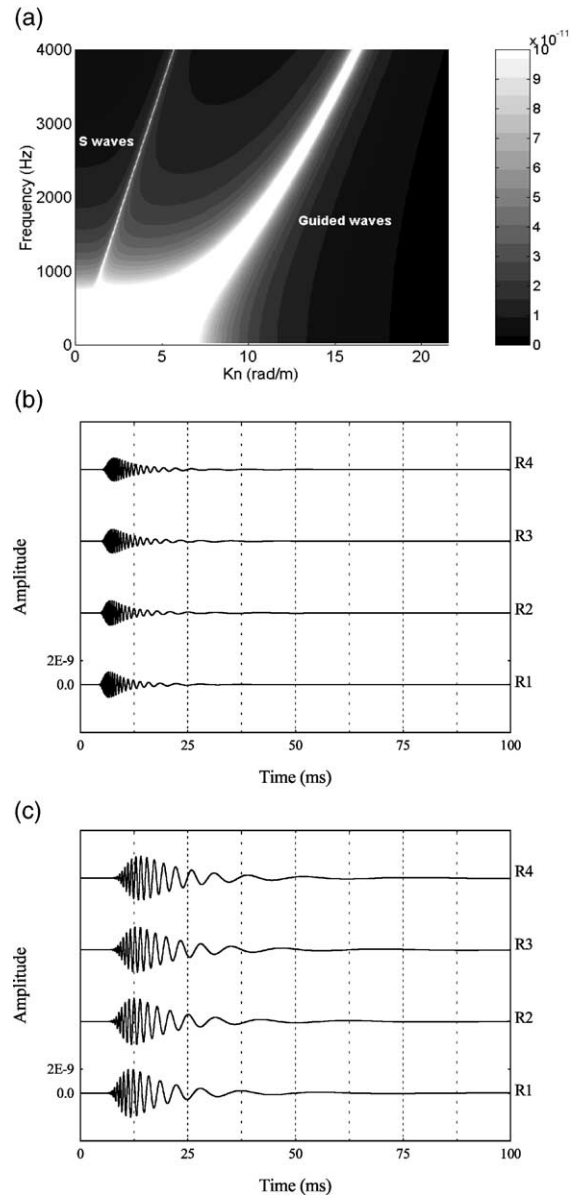 (a)
x 10⁻¹¹
4000
3000
2000
1000
0
Frequency (Hz)
S waves
Guided waves
0
5
10
15
20
Kn (rad/m)
10
9
8
7
6
5
4
3
2
1
0
(b)
Amplitude
R4
R3
R2
2E-9
0.0
R1
0
25
50
75
100
Time (ms)
(c)
Amplitude
R4
R3
R2
2E-9
0.0
R1
0
25
50
75
100
Time (ms)